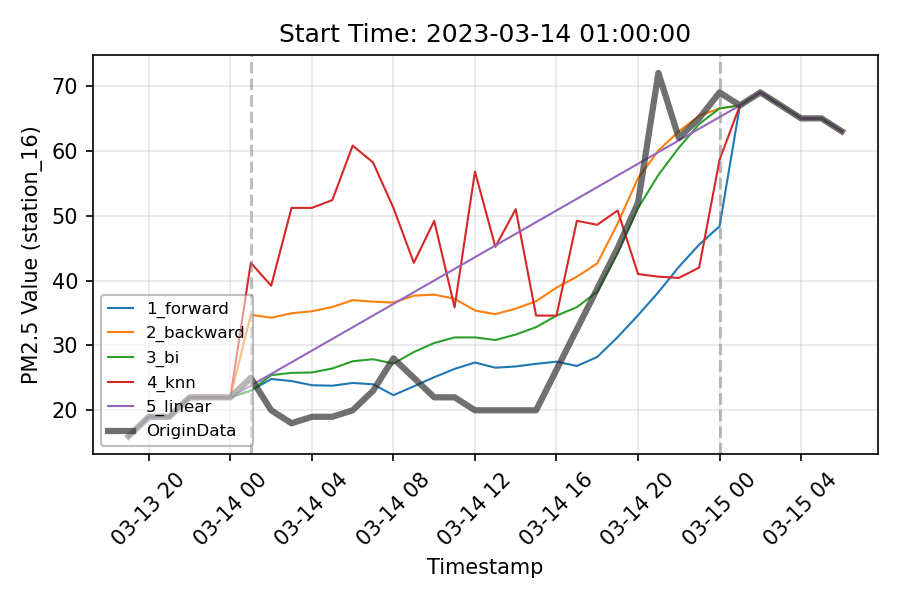 Start Time: 2023-03-14 01:00:00
PM2.5 Value (station_16)
70
60
50
40
30
20
1_forward
2_backward
3_bi
4_knn
5_linear
OriginData
03-13 20
03-14 00
03-14 04
03-14 08
03-14 12
03-14 16
03-14 20
03-15 00
03-15 04
Timestamp